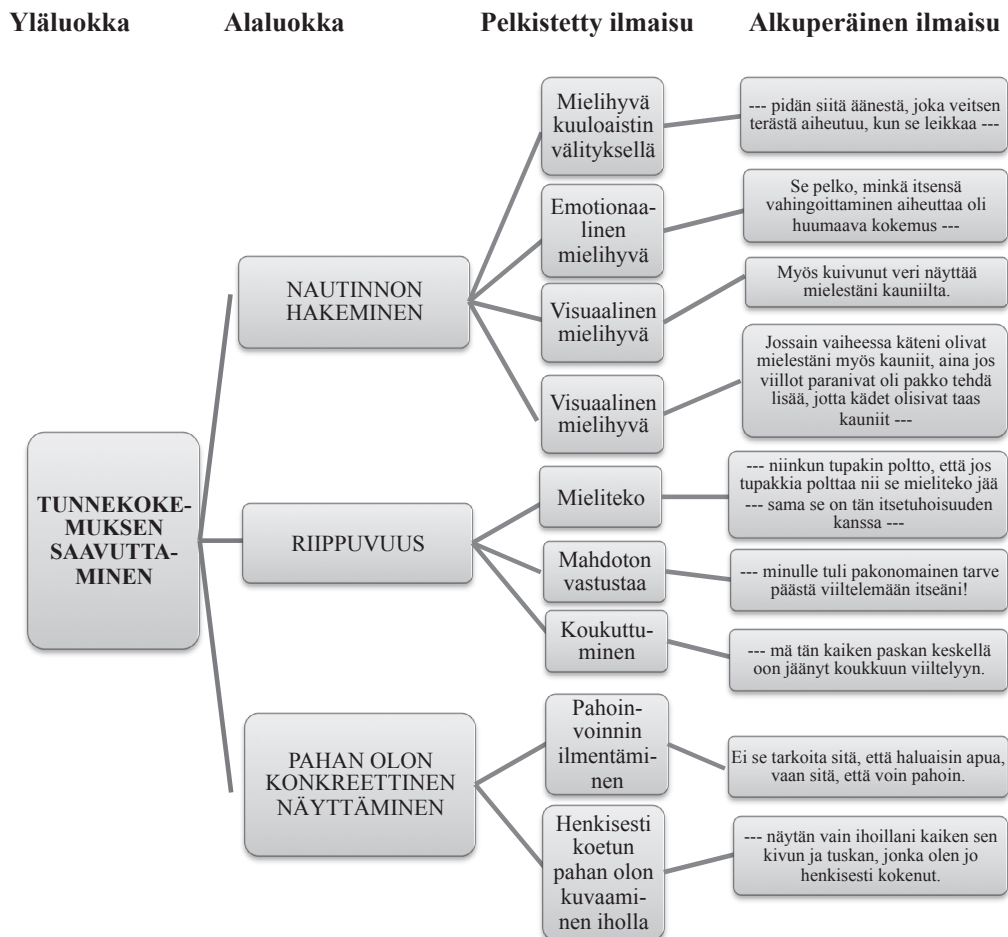 Yläluokka Alaluokka Pelkistetty ilmaisu Alkuperäinen ilmaisu
TUNNEKOKE-
MUKSEN
SAAVUTTA-
MINEN
NAUTINNON
HAKEMINEN
Mielihyvä
kuuloaistin
välityksellä
--- pidän siitä äänestä, joka veitsen
terästä aiheutuu, kun se leikkaa ---
Emotionaa-
linen
mielihyvä
Se pelko, minkä itsensä
vahingoittaminen aiheuttaa oli
huumaava kokemus ---
Visuaalinen
mielihyvä
Myös kuivunut veri näyttää
mielestäni kauniilta.
Visuaalinen
mielihyvä
Jossain vaiheessa käteni olivat
mielestäni myös kauniit, aina jos
viillot paranivat oli pakko tehdä
lisää, jotta kädet olisivat taas
kauniit ---
RIIPPUVUUS
Mieliteko
--- niinkun tupakin poltto, että jos
tupakkia polttaa nii se mieliteko jää
--- sama se on tän itsetuhoisuuden
kanssa ---
Mahdoton
vastustaa
--- minulle tuli pakonomainen tarve
päästä viiltelemään itseäni!
Koukuttu-
minen
--- mä tän kaiken paskan keskellä
oon jäänyt koukkuun viiltelyyn.
PAHAN OLON
KONKREETTINEN
NÄYTTÄMINEN
Pahoin-
voinnin
ilmentämi-
nen
Ei se tarkoita sitä, että haluaisin apua,
vaan sitä, että voin pahoin.
Henkisesti
koetun
pahan olon
kuvaami-
nen iholla
--- näytän vain ihoillani kaiken sen
kivun ja tuskan, jonka olen jo
henkisesti kokenut.